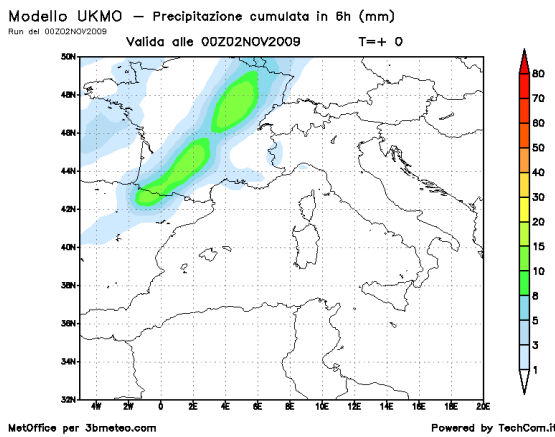 Modello UKMO – Precipitazione cumulata in 6h (mm)
Run del 00Z02NOV2009
Valida alle 00Z02NOV2009 T=+ 0
50N
48N
46N
44N
42N
40N
38N
36N
34N
32N
4W 2W 0 2E 4E 6E 8E 10E 12E 14E 16E 18E 20E
80
70
60
50
40
30
20
15
10
8
5
3
1
MetOffice per 3bmeteo.com Powered by TechCom.it